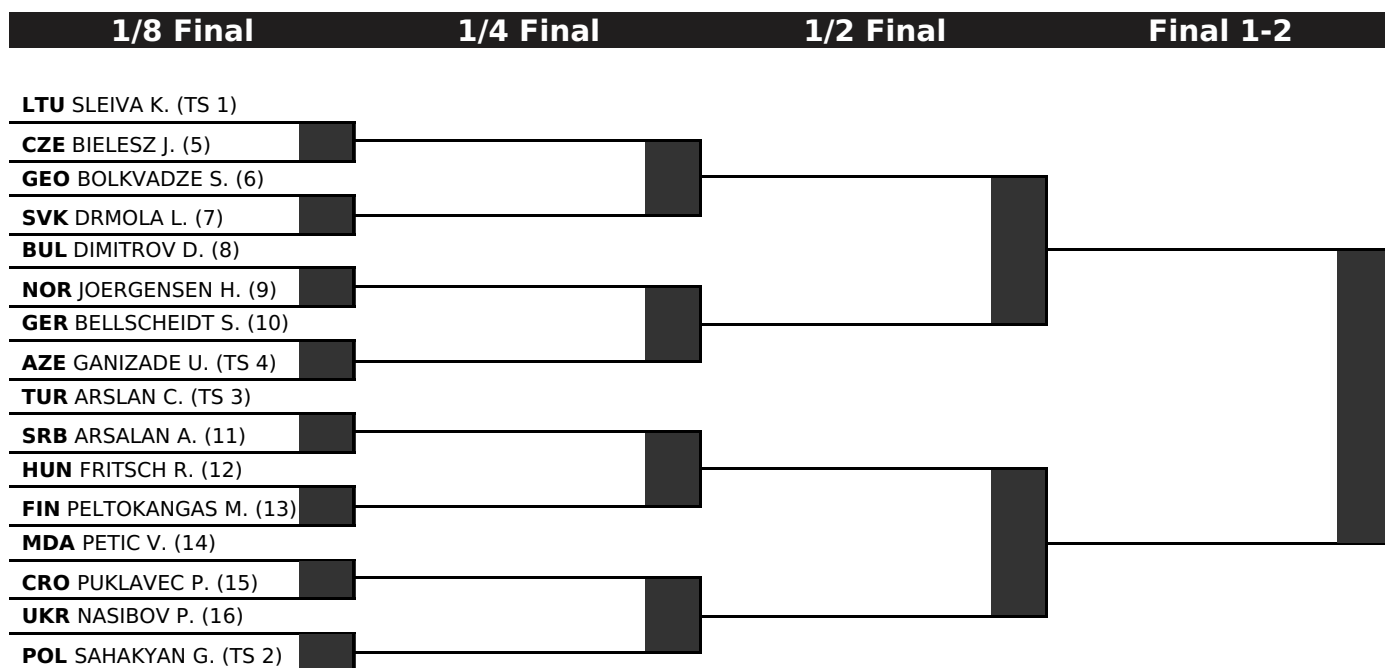 1/8 Final 1/4 Final 1/2 Final Final 1-2
LTU SLEIVA K. (TS 1)
CZE BIELESZ J. (5)
GEO BOLKVADZE S. (6)
SVK DRMOLA L. (7)
BUL DIMITROV D. (8)
NOR JOERGENSEN H. (9)
GER BELLSCHEIDT S. (10)
AZE GANIZADE U. (TS 4)
TUR ARSLAN C. (TS 3)
SRB ARSALAN A. (11)
HUN FRITSCH R. (12)
FIN PELTOKANGAS M. (13)
MDA PETIC V. (14)
CRO PUKLAVEC P. (15)
UKR NASIBOV P. (16)
POL SAHAKYAN G. (TS 2)